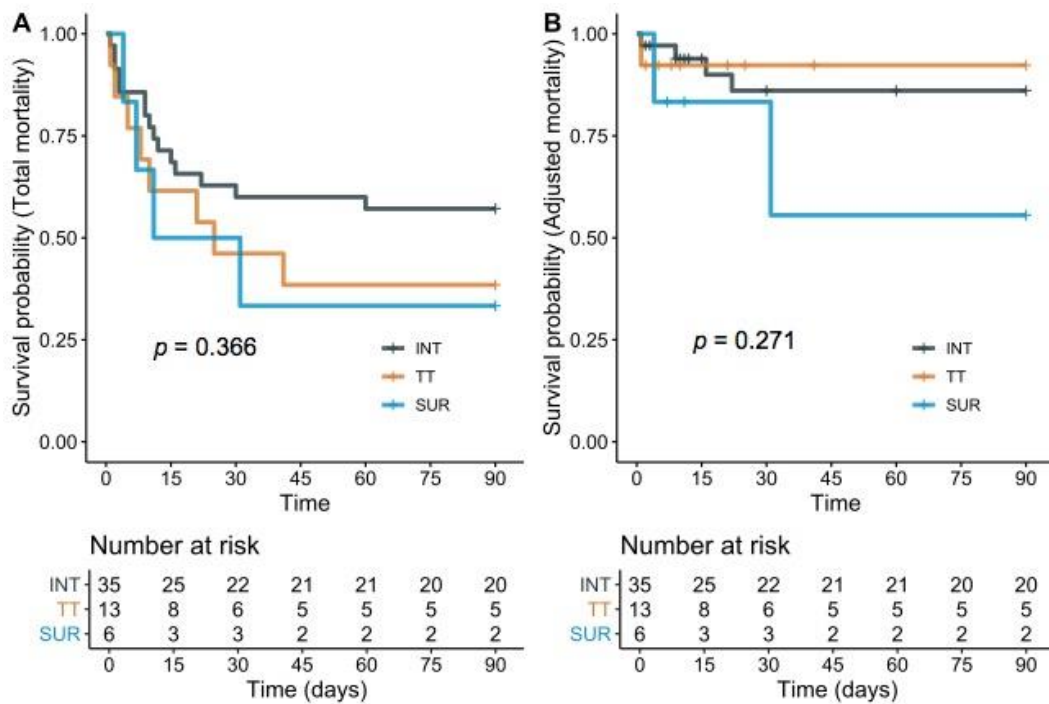 A
Survival probability (Total mortality)
1.00
0.75
0.50
0.25
0.00
p = 0.366
INT
TT
SUR
0 15 30 45 60 75 90
Time
Number at risk
INT 35 25 22 21 21 20 20
TT 13 8 6 5 5 5 5
SUR 6 3 3 2 2 2 2
0 15 30 45 60 75 90
Time (days)
B
Survival probability (Adjusted mortality)
1.00
0.75
0.50
0.25
0.00
p = 0.271
INT
TT
SUR
0 15 30 45 60 75 90
Time
Number at risk
INT 35 25 22 21 21 20 20
TT 13 8 6 5 5 5 5
SUR 6 3 3 2 2 2 2
0 15 30 45 60 75 90
Time (days)